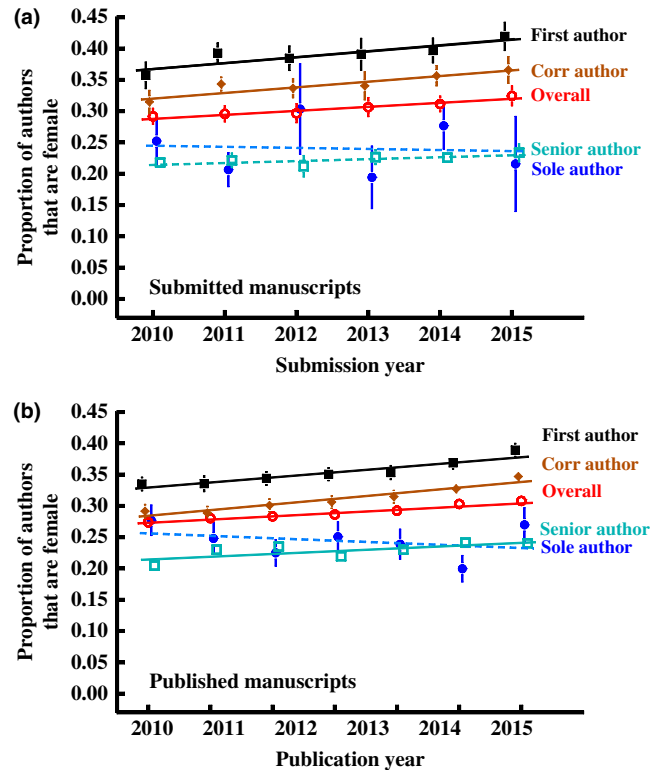 (a)
0.45
0.40
0.35
0.30
0.25
0.20
0.15
0.10
0.05
0.00
Proportion of authors
that are female
First author
Corr author
Overall
Senior author
Sole author
Submitted manuscripts
2010 2011 2012 2013 2014 2015
Submission year
(b)
0.45
0.40
0.35
0.30
0.25
0.20
0.15
0.10
0.05
0.00
Proportion of authors
that are female
First author
Corr author
Overall
Senior author
Sole author
Published manuscripts
2010 2011 2012 2013 2014 2015
Publication year